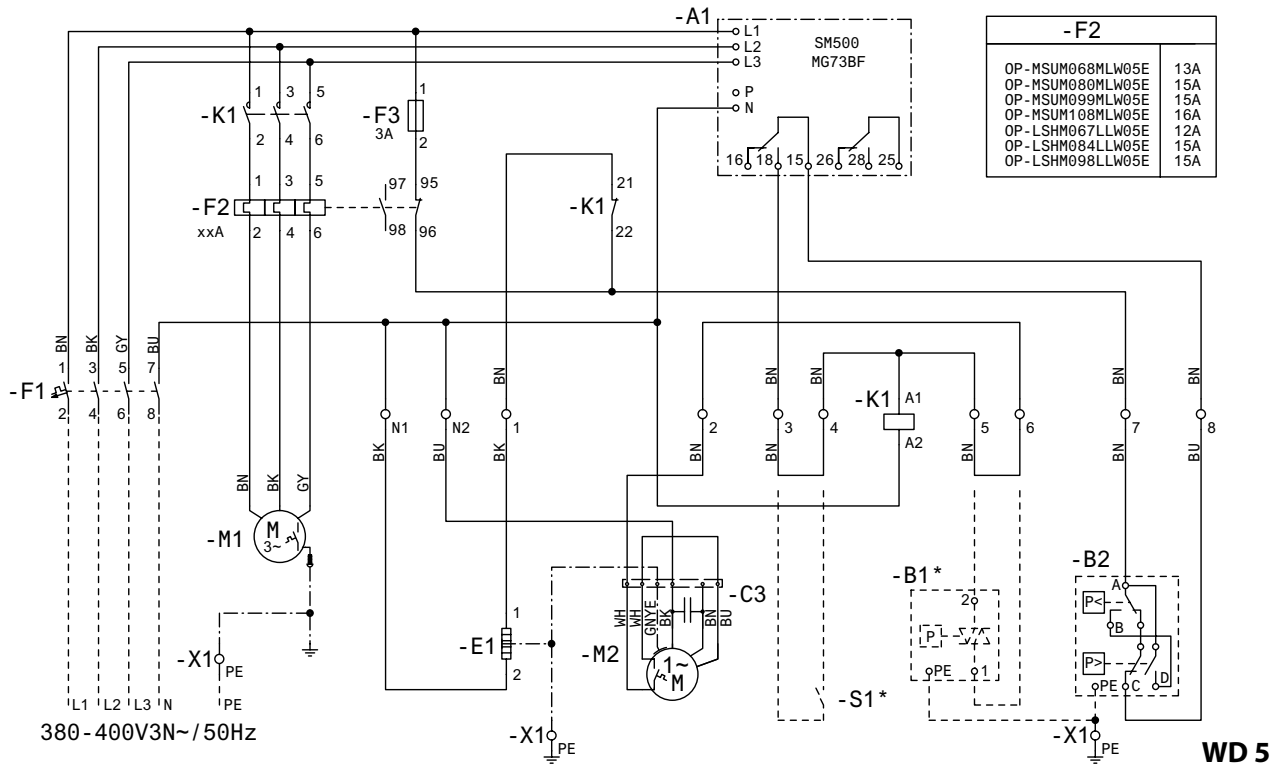 -A1
L1
L2
L3
P
N
SM500
MG73BF
16 18 15 26 28 25
-F2
OP-MSUM068MLW05E 13A
OP-MSUM080MLW05E 15A
OP-MSUM099MLW05E 15A
OP-MSUM108MLW05E 16A
OP-LSHM067LLW05E 12A
OP-LSHM084LLW05E 15A
OP-LSHM098LLW05E 15A
-K1
1 3 5
2 4 6
-F3
3A
1
2
-F2
xxA
1 3 5
2 4 6
97 95
98 96
-K1
21
22
BN BK GY BU
-F1
1 3 5 7
2 4 6 8
BN BN BN BN BN BN BN
N1 N2 1 2 3 4 5 6 7 8
-K1
A1
A2
BK BU BK BN BN BN BN BU
BN BK GY
-M1
M
3~
-X1
PE
L1 L2 L3 N PE
380-400V3N~/50Hz
-E1
1
2
-C3
WH WH GNYE BK BN BU
-M2
1~
M
-X1
PE
-S1*
-B1*
2
P
PE 1
-B2
A
P<
B
P>
PE C D
-X1
PE
WD 5